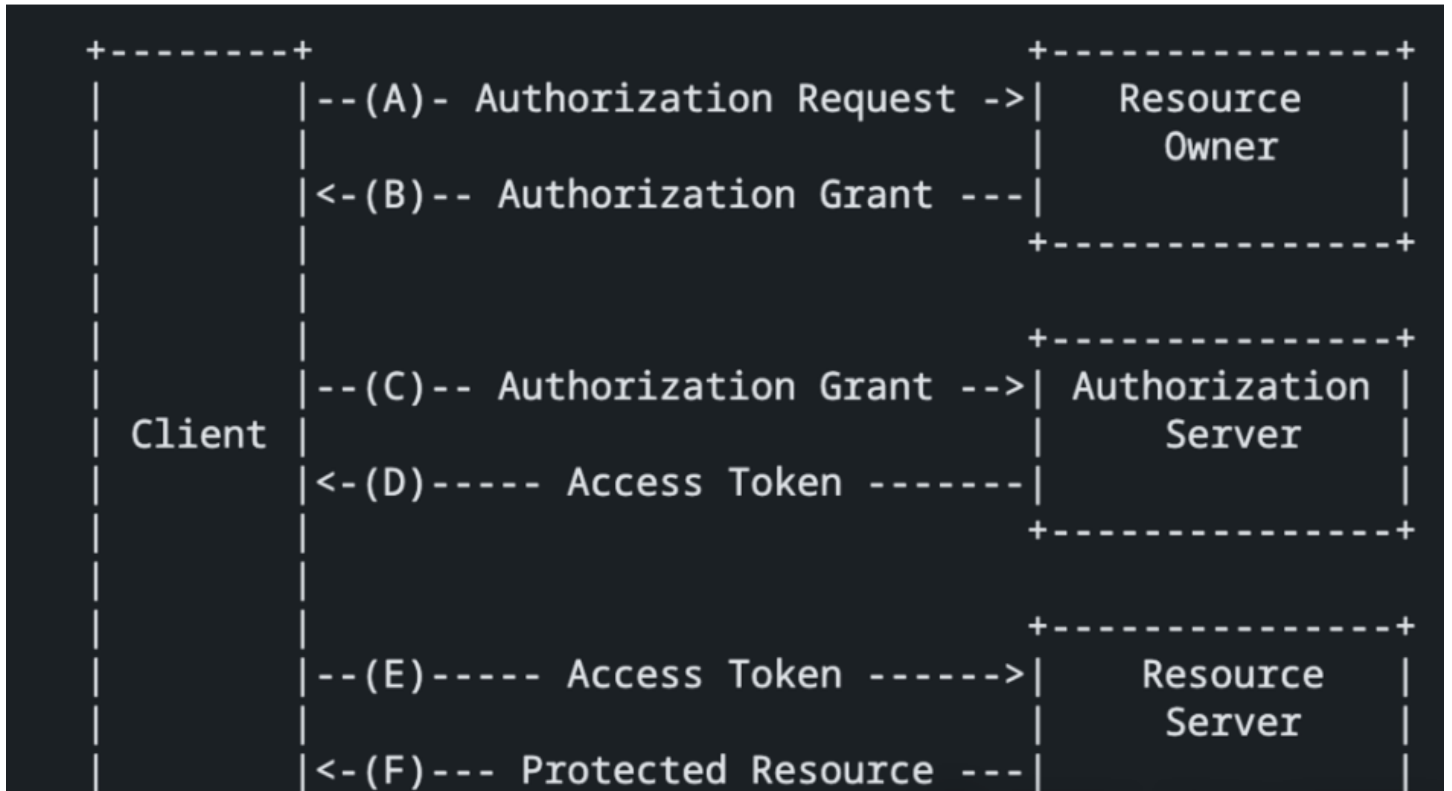 +--------+                               +---------------+
|        |--(A)- Authorization Request ->|   Resource    |
|        |                               |     Owner     |
|        |<-(B)-- Authorization Grant ---|               |
|        |                               +---------------+
|        |
|        |                               +---------------+
|        |--(C)-- Authorization Grant -->| Authorization |
| Client |                               |     Server    |
|        |<-(D)----- Access Token -------|               |
|        |                               +---------------+
|        |
|        |                               +---------------+
|        |--(E)----- Access Token ------>|    Resource   |
|        |                               |     Server    |
|        |<-(F)--- Protected Resource ---|               |